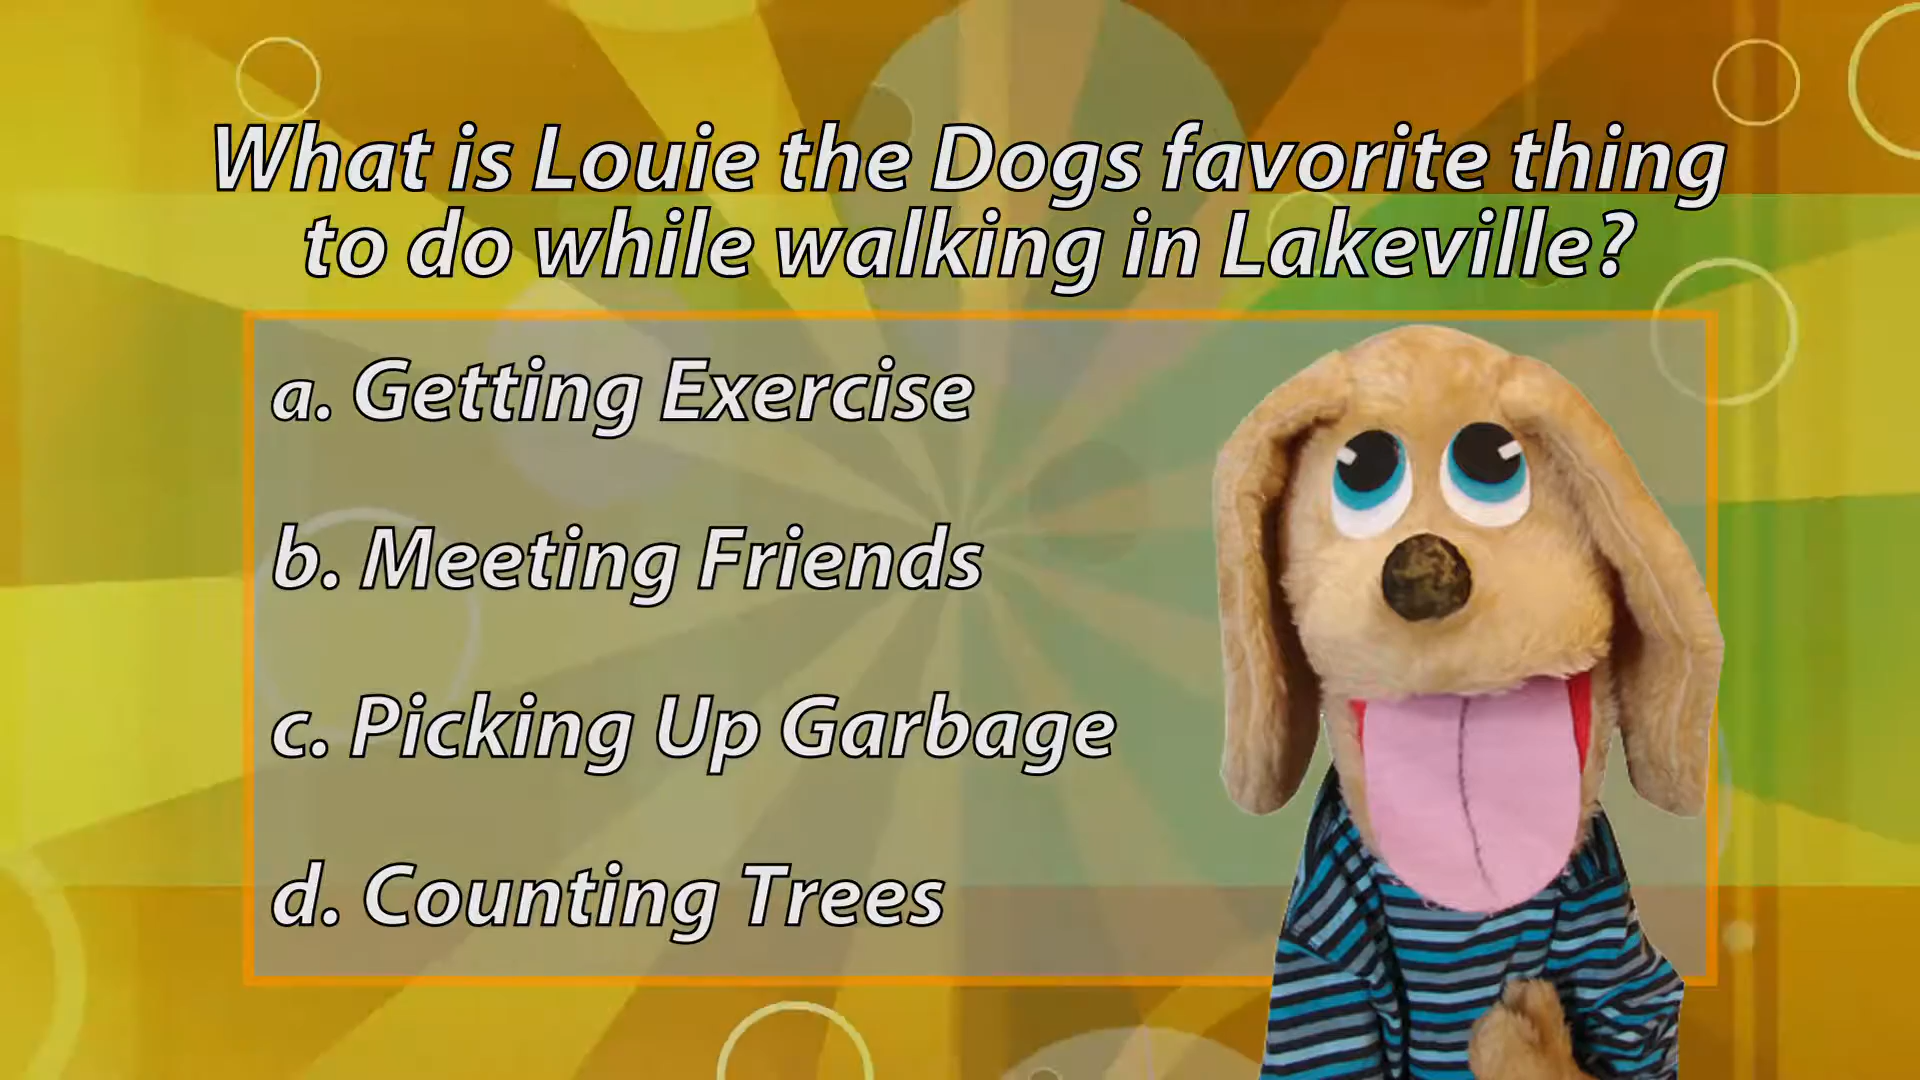 What is Louie the Dogs favorite thing
to do while walking in Lakeville?
a. Getting Exercise
b. Meeting Friends
c. Picking Up Garbage
d. Counting Trees